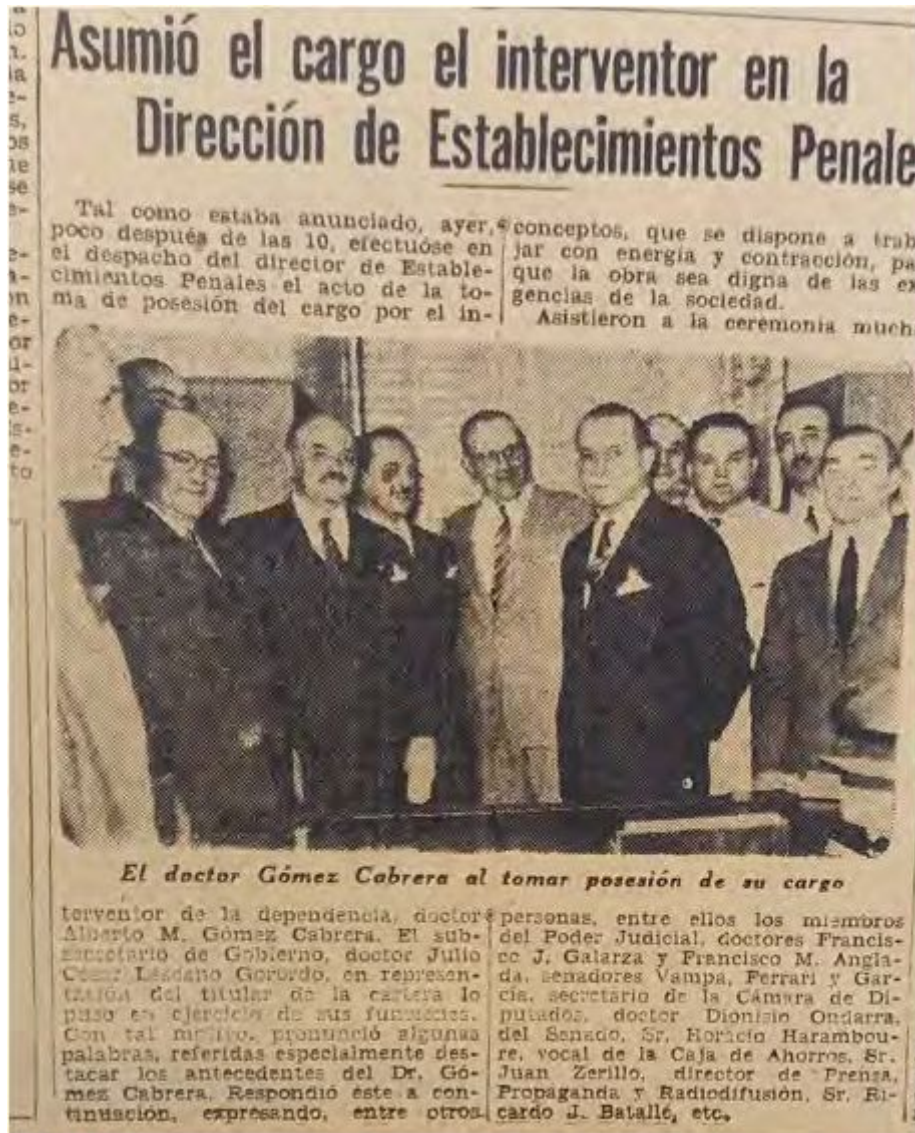 Asumió el cargo el interventor en la
Dirección de Establecimientos Penale
Tal como estaba anunciado, ayer,
poco después de las 10, efectuóse en
el despacho del director de Estable-
cimientos Penales el acto de la to-
ma de posesión del cargo por el in-
conceptos, que se dispone a trab
jar con energía y contracción, pa
que la obra sea digna de las ex
gencias de la sociedad.
Asistieron a la ceremonia mucha
El doctor Gómez Cabrera al tomar posesión de su cargo
terventor de la dependencia, doctor
Alberto M. Gómez Cabrera. El sub-
secretario de Gobierno, doctor Julio
César Lascano Gorordo, en represen-
tación del titular de la cartera lo
puso en ejercicio de sus funciones.
Con tal motivo, pronunció algunas
palabras, referidas especialmente des-
tacar los antecedentes del Dr. Gó-
mez Cabrera. Respondió éste a con-
tinuación, expresando, entre otros
personas, entre ellos los miembros
del Poder Judicial, doctores Francis-
co J. Galarza y Francisco M. Angla-
da, senadores Vampa, Ferrari y Gar-
cía, secretario de la Cámara de Di-
putados, doctor Dionisio Ondarra,
del Senado, Sr. Horacio Harambou-
re, vocal de la Caja de Ahorros, Sr.
Juan Zerillo, director de Prensa,
Propaganda y Radiodifusión, Sr. Ri-
cardo J. Batallé, etc.